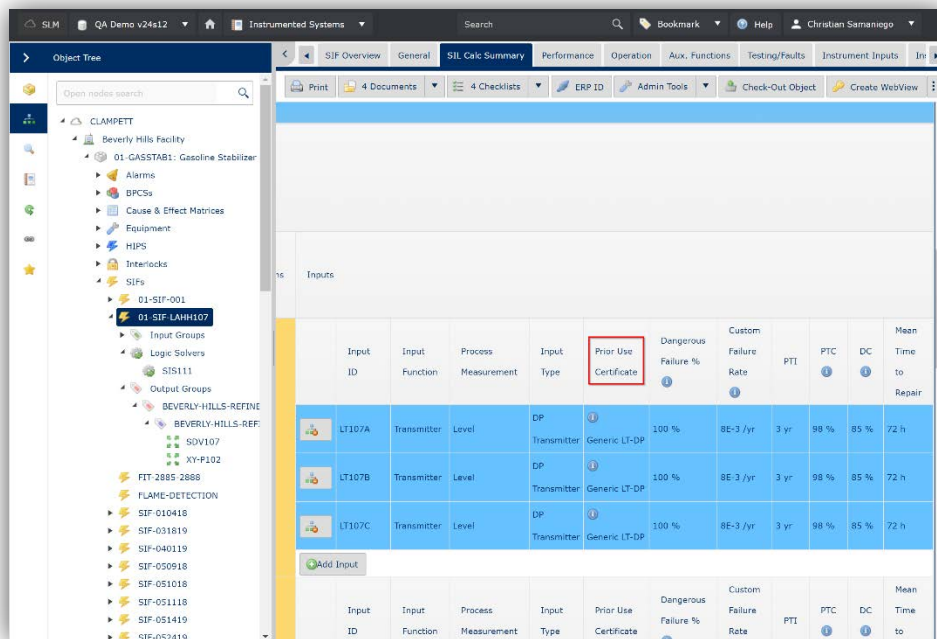 SLM QA Demo v24s12 Instrumented Systems Search Bookmark Help Christian Samaniego
Object Tree
SIF Overview General SIL Calc Summary Performance Operation Aux. Functions Testing/Faults Instrument Inputs
Open nodes search
Print 4 Documents 4 Checklists ERP ID Admin Tools Check-Out Object Create WebView
CLAMPETT
Beverly Hills Facility
01-GASSTAB1: Gasoline Stabilizer
Alarms
BPCSs
Cause & Effect Matrices
Equipment
HIPS
Interlocks
SIFs
01-SIF-001
01-SIF-LAHH107
Input Groups
Logic Solvers
SIS111
Output Groups
BEVERLY-HILLS-REFINE
BEVERLY-HILLS-REF
SDV107
XY-P102
FIT-2885-2888
FLAME-DETECTION
SIF-010418
SIF-031819
SIF-040119
SIF-050918
SIF-051018
SIF-051118
SIF-051419
SIF-052419
Inputs
Input ID Input Function Process Measurement Input Type Prior Use Certificate Dangerous Failure % Custom Failure Rate PTI PTC DC Mean Time to Repair
LT107A Transmitter Level DP Transmitter Generic LT-DP 100 % 8E-3 /yr 3 yr 98 % 85 % 72 h
LT107B Transmitter Level DP Transmitter Generic LT-DP 100 % 8E-3 /yr 3 yr 98 % 85 % 72 h
LT107C Transmitter Level DP Transmitter Generic LT-DP 100 % 8E-3 /yr 3 yr 98 % 85 % 72 h
Add Input
Input ID Input Function Process Measurement Input Type Prior Use Certificate Dangerous Failure % Custom Failure Rate PTI PTC DC Mean Time to